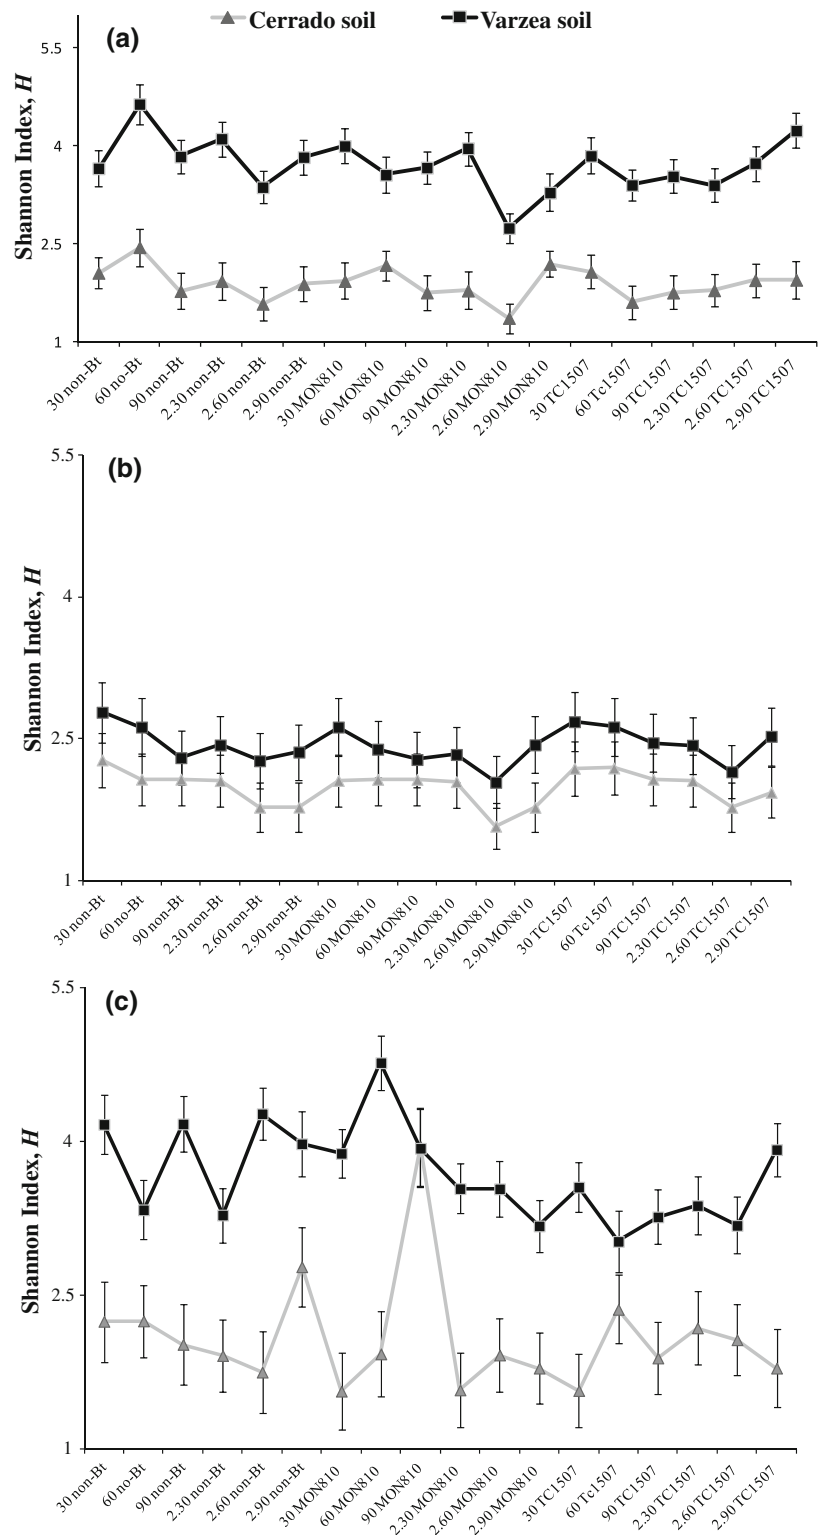 Cerrado soil
Varzea soil
(a)
Shannon Index, H
5.5
4
2.5
1
30 non-Bt
60 no-Bt
90 non-Bt
2.30 non-Bt
2.60 non-Bt
2.90 non-Bt
30 MON810
60 MON810
90 MON810
2.30 MON810
2.60 MON810
2.90 MON810
30 TC1507
60 Tc1507
90 TC1507
2.30 TC1507
2.60 TC1507
2.90 TC1507
(b)
Shannon Index, H
5.5
4
2.5
1
30 non-Bt
60 no-Bt
90 non-Bt
2.30 non-Bt
2.60 non-Bt
2.90 non-Bt
30 MON810
60 MON810
90 MON810
2.30 MON810
2.60 MON810
2.90 MON810
30 TC1507
60 Tc1507
90 TC1507
2.30 TC1507
2.60 TC1507
2.90 TC1507
(c)
Shannon Index, H
5.5
4
2.5
1
30 non-Bt
60 no-Bt
90 non-Bt
2.30 non-Bt
2.60 non-Bt
2.90 non-Bt
30 MON810
60 MON810
90 MON810
2.30 MON810
2.60 MON810
2.90 MON810
30 TC1507
60 Tc1507
90 TC1507
2.30 TC1507
2.60 TC1507
2.90 TC1507